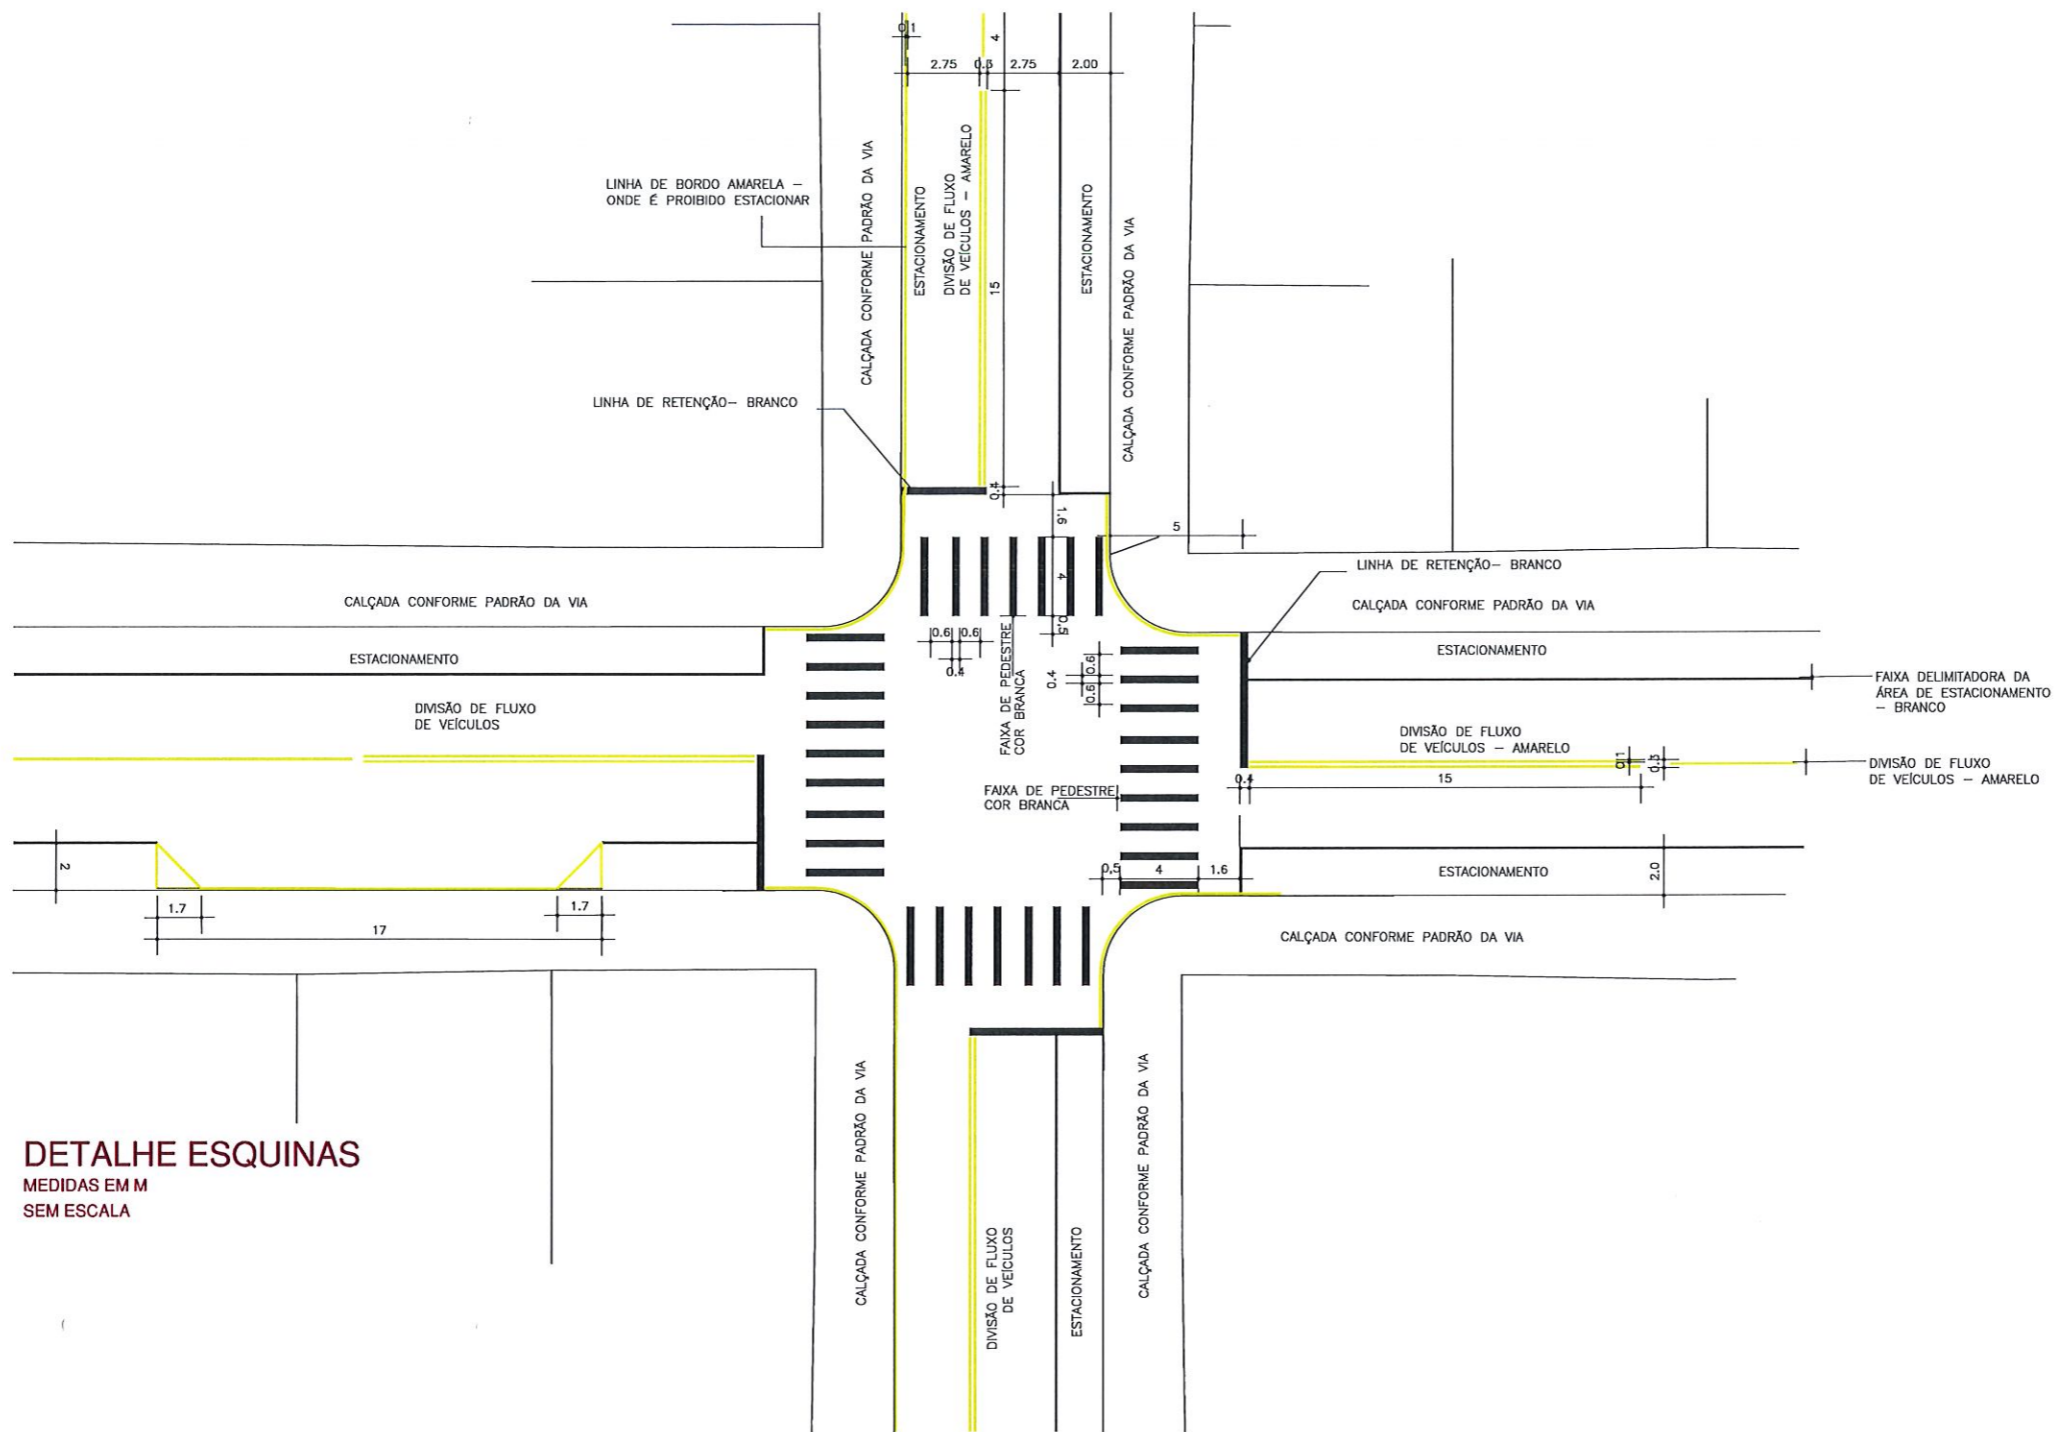 0.1
4
2.75
0.3
2.75
2.00
LINHA DE BORDO AMARELA –
ONDE É PROIBIDO ESTACIONAR
CALÇADA CONFORME PADRÃO DA VIA
ESTACIONAMENTO
DIVISÃO DE FLUXO
DE VEÍCULOS – AMARELO
15
ESTACIONAMENTO
CALÇADA CONFORME PADRÃO DA VIA
LINHA DE RETENÇÃO– BRANCO
0.4
1.6
5
4
0.5
LINHA DE RETENÇÃO– BRANCO
CALÇADA CONFORME PADRÃO DA VIA
CALÇADA CONFORME PADRÃO DA VIA
ESTACIONAMENTO
0.6
0.6
0.4
FAIXA DE PEDESTRE
COR BRANCA
0.4
0.6
0.6
ESTACIONAMENTO
FAIXA DELIMITADORA DA
ÁREA DE ESTACIONAMENTO
– BRANCO
DIVISÃO DE FLUXO
DE VEÍCULOS
DIVISÃO DE FLUXO
DE VEÍCULOS – AMARELO
0.1
0.3
DIVISÃO DE FLUXO
DE VEÍCULOS – AMARELO
0.4
15
FAIXA DE PEDESTRE
COR BRANCA
2
0,5
4
1.6
ESTACIONAMENTO
2.0
1.7
1.7
17
CALÇADA CONFORME PADRÃO DA VIA
CALÇADA CONFORME PADRÃO DA VIA
DIVISÃO DE FLUXO
DE VEÍCULOS
ESTACIONAMENTO
CALÇADA CONFORME PADRÃO DA VIA
DETALHE ESQUINAS
MEDIDAS EM M
SEM ESCALA